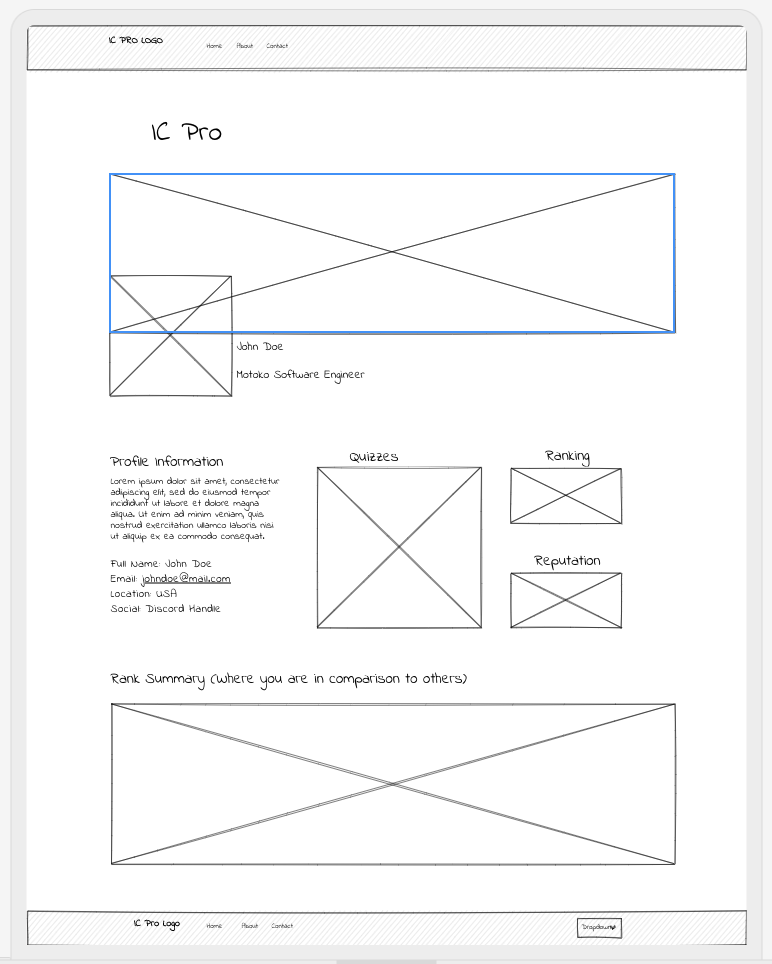 IC PRO LOGO
Home About Contact
IC Pro
John Doe
Motoko Software Engineer
Profile Information
Lorem ipsum dolor sit amet, consectetur
adipiscing elit, sed do eiusmod tempor
incididunt ut labore et dolore magna
aliqua. Ut enim ad minim veniam, quis
nostrud exercitation ullamco laboris nisi
ut aliquip ex ea commodo consequat.
Full Name: John Doe
Email: johndoe@mail.com
Location: USA
Social: Discord Handle
Quizzes
Ranking
Reputation
Rank Summary (where you are in comparison to others)
IC Pro Logo
Home About Contact
Dropdown